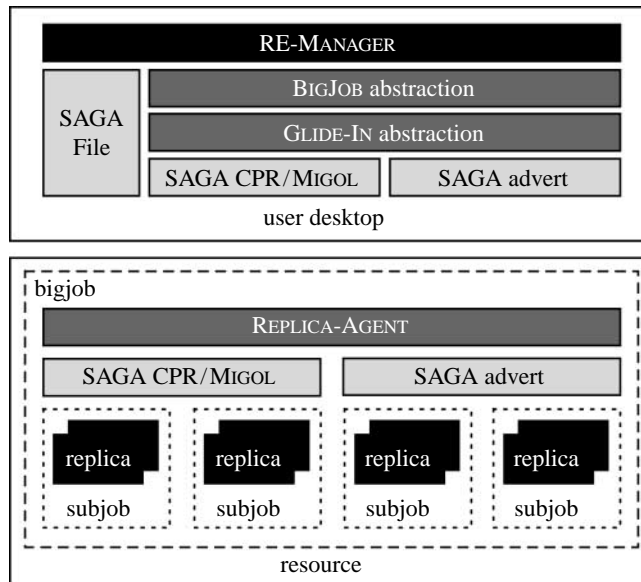 RE-MANAGER
SAGA
File
BIGJOB abstraction
GLIDE-IN abstraction
SAGA CPR/MIGOL
SAGA advert
user desktop
bigjob
REPLICA-AGENT
SAGA CPR/MIGOL
SAGA advert
replica
replica
replica
replica
subjob
subjob
subjob
subjob
resource